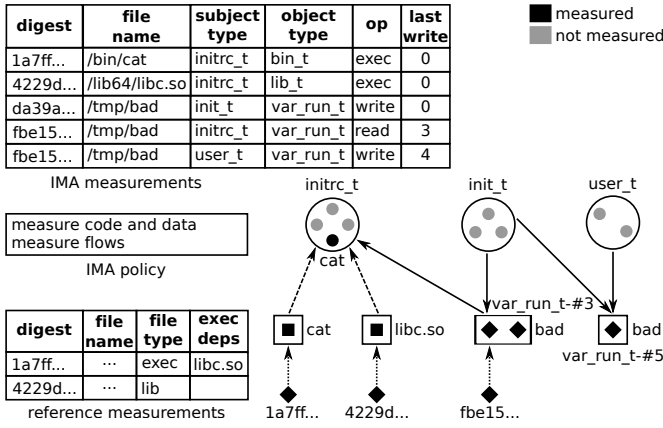 digest file name subject type object type op last write
1a7ff... /bin/cat initrc_t bin_t exec 0
4229d... /lib64/libc.so initrc_t lib_t exec 0
da39a... /tmp/bad init_t var_run_t write 0
fbe15... /tmp/bad initrc_t var_run_t read 3
fbe15... /tmp/bad user_t var_run_t write 4
IMA measurements
measured
not measured
initrc_t init_t user_t
cat
measure code and data
measure flows
IMA policy
var_run_t-#3
cat libc.so bad bad
var_run_t-#5
digest file name file type exec deps
1a7ff... ... exec libc.so
4229d... ... lib
reference measurements
1a7ff... 4229d... fbe15...